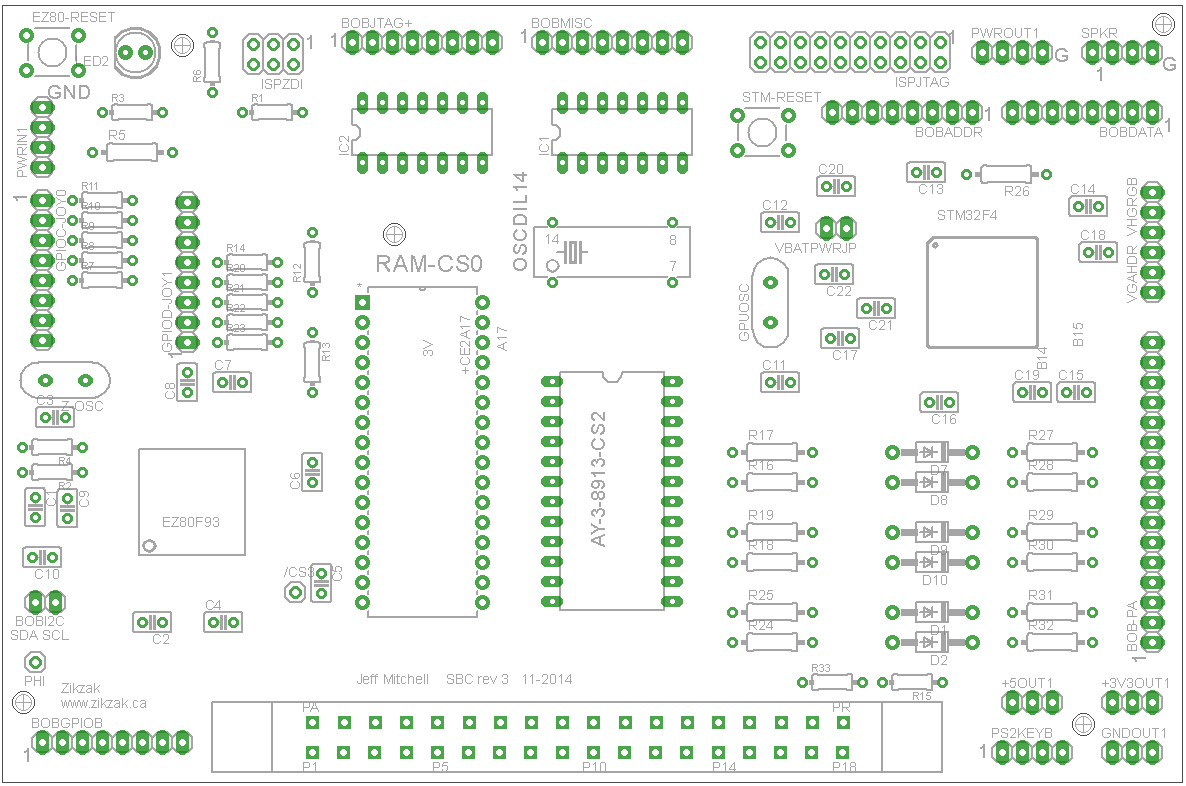 EZ80-RESET
ED2
R6
1
ISPZDI
BOBJTAG+
1
BOBMISC
1
1
ISPJTAG
PWROUT1
G
SPKR
1
G
GND
R3
R1
R5
PWRIN1
IC2
IC1
STM-RESET
1
BOBADDR
1
BOBDATA
1
GPIOC-JOY0
R11
R10
R9
R8
R7
GPIOD-JOY1
1
R14
R20
R21
R22
R23
R12
R13
RAM-CS0
*
3V
+CE2A17
A17
OSCDIL14
14
8
7
C20
C12
VBATPWRJP
C22
C21
C17
GPUOSC
C11
C13
R26
STM32F4
C14
C18
VGAHDR VHGRGB
B15
B14
C19
C15
C16
Z.OSC
C3
C8
C7
R4
R2
C1
C9
C6
EZ80F93
C10
/CS3
C5
BOBI2C
SDA SCL
C2
C4
PHI
AY-3-8913-CS2
R17
R16
R19
R18
R25
R24
D7
D8
D9
D10
D1
D2
R27
R28
R29
R30
R31
R32
BOB-PA
1
R33
R15
Jeff Mitchell SBC rev 3 11-2014
Zikzak
www.zikzak.ca
BOBGPIOB
1
PA
PR
P1
P5
P10
P14
P18
+5OUT1
+3V3OUT1
PS2KEYB
1
GNDOUT1